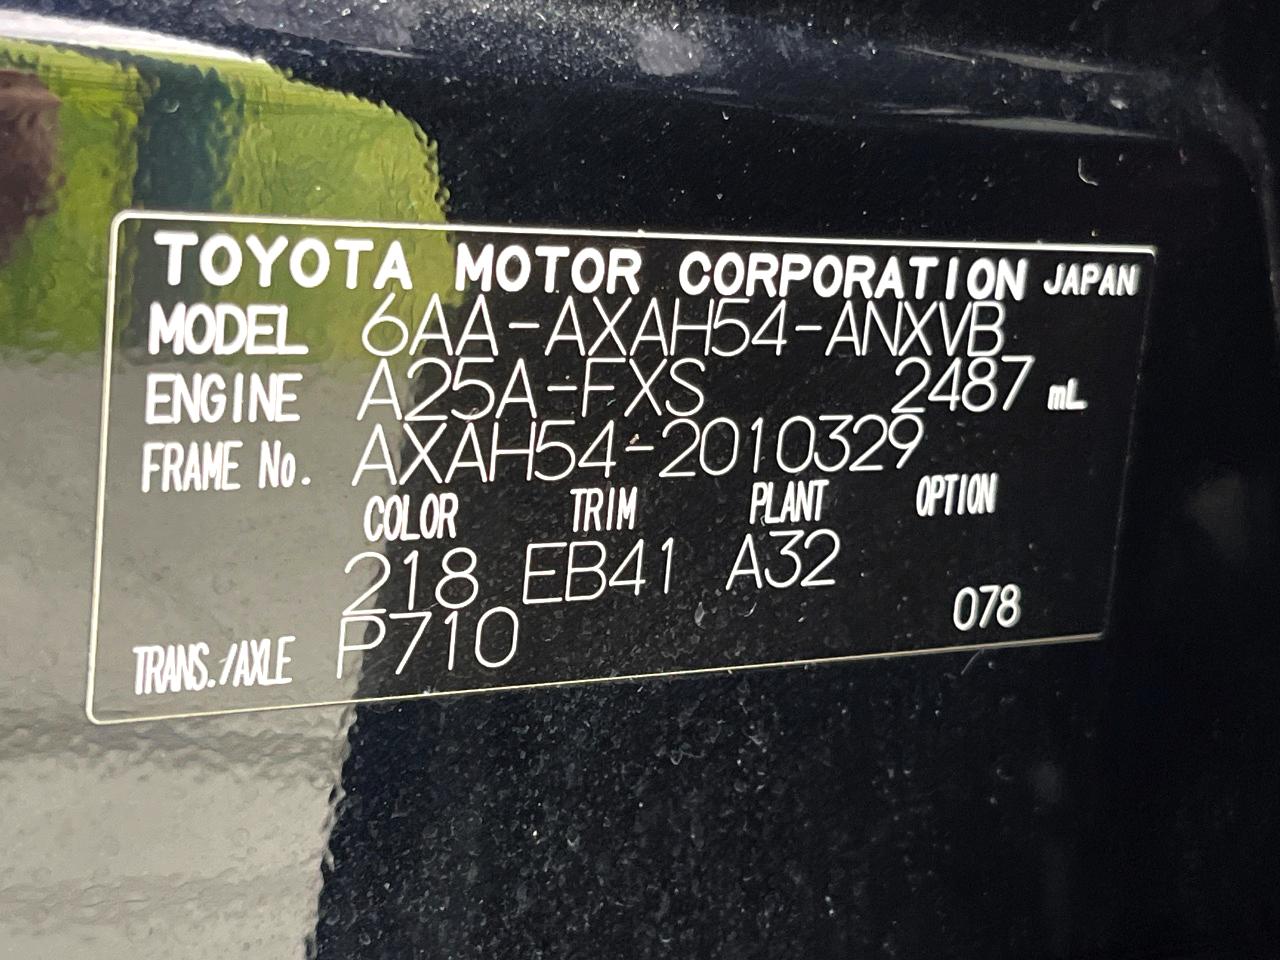 TOYOTA MOTOR CORPORATION JAPAN
MODEL 6AA-AXAH54-ANXVB
ENGINE A25A-FXS 2487 mL
FRAME No. AXAH54-2010329
COLOR TRIM PLANT OPTION
218 EB41 A32
TRANS./AXLE P710 078